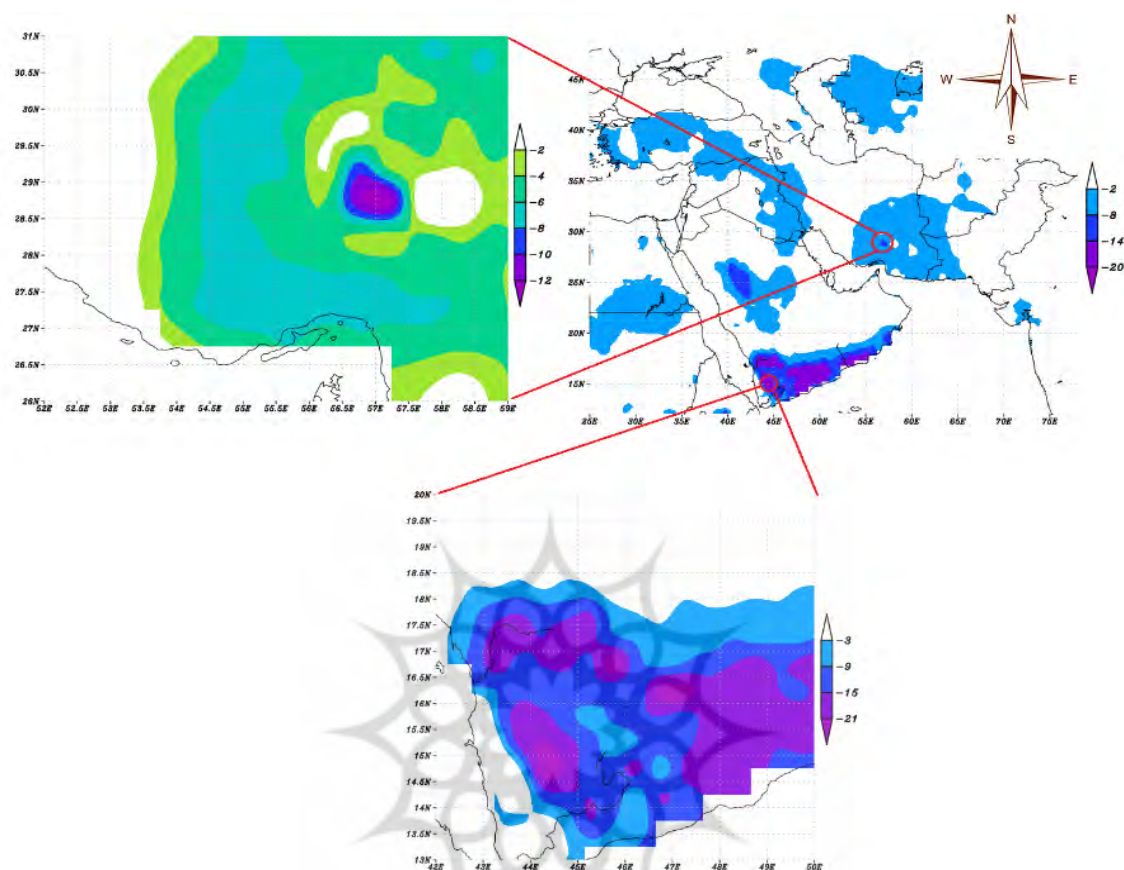 31N
30.5N
30N
29.5N
29N
28.5N
28N
27.5N
27N
26.5N
26N
52E 52.5E 53E 53.5E 54E 54.5E 55E 55.5E 56E 56.5E 57E 57.5E 58E 58.5E 59E
-2
-4
-6
-8
-10
-12
45N
40N
35N
30N
25N
20N
15N
25E 30E 35E 40E 45E 50E 55E 60E 65E 70E 75E
-2
-8
-14
-20
N
W E
S
20N
19.5N
19N
18.5N
18N
17.5N
17N
16.5N
16N
15.5N
15N
14.5N
14N
13.5N
13N
42E 43E 44E 45E 46E 47E 48E 49E 50E
-3
-9
-15
-21